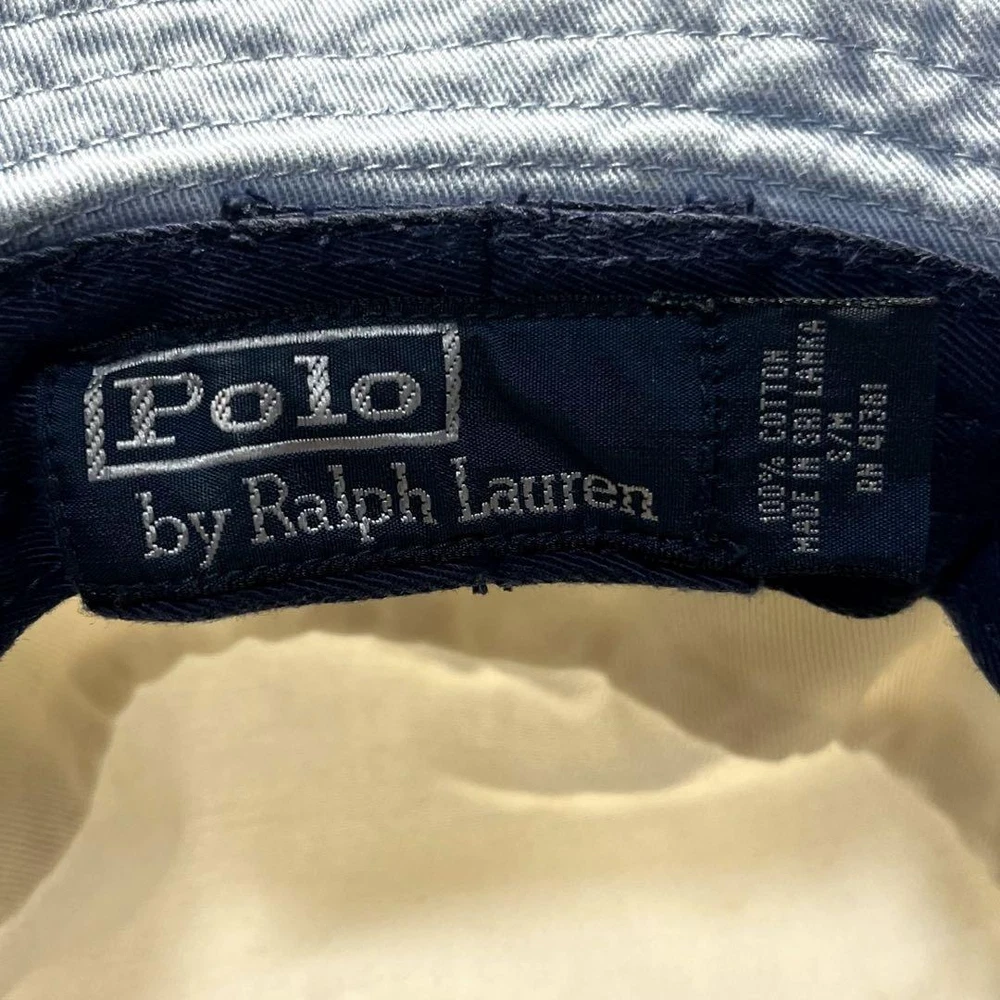 Polo
by Ralph Lauren
100% COTTON
MADE IN SRI LANKA
S/M
RN 41381